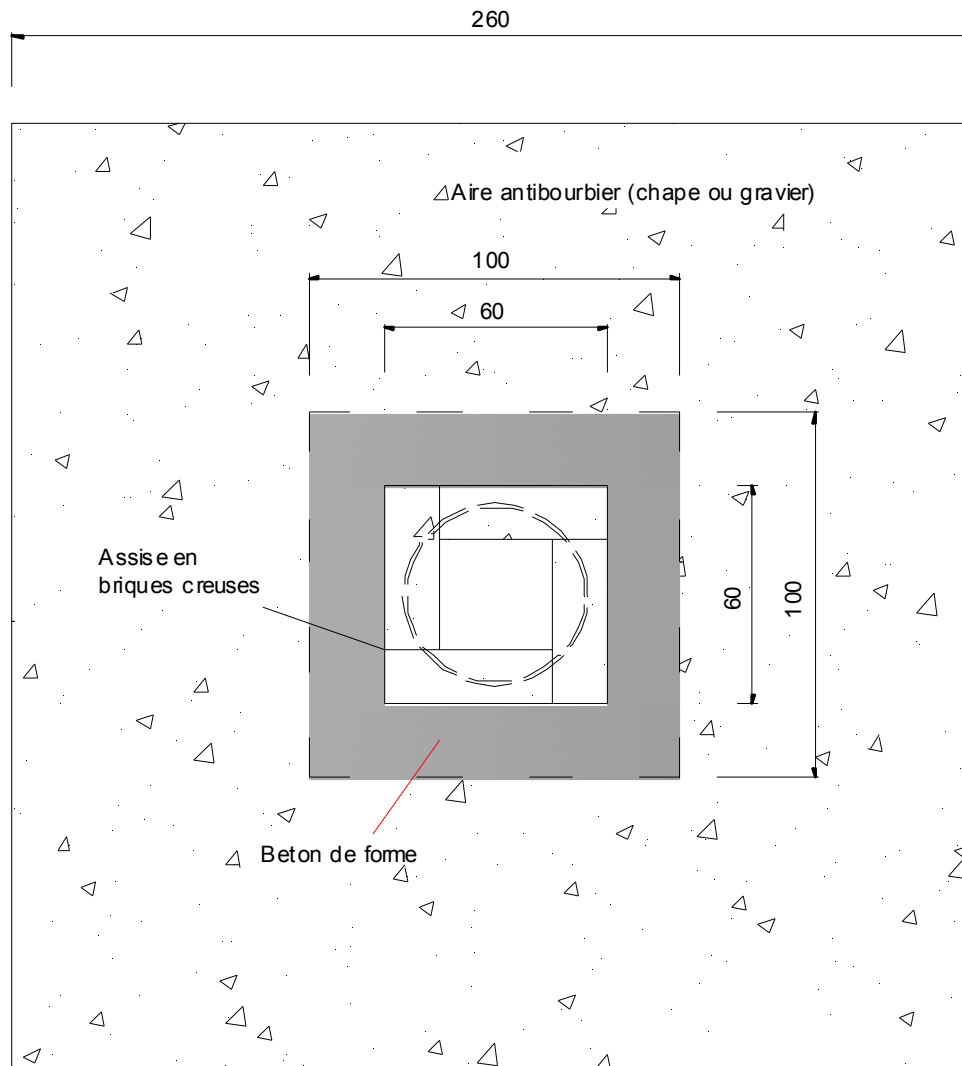 260
Aire antibourbier (chape ou gravier)
100
60
Assise en
briques creuses
60
100
Beton de forme